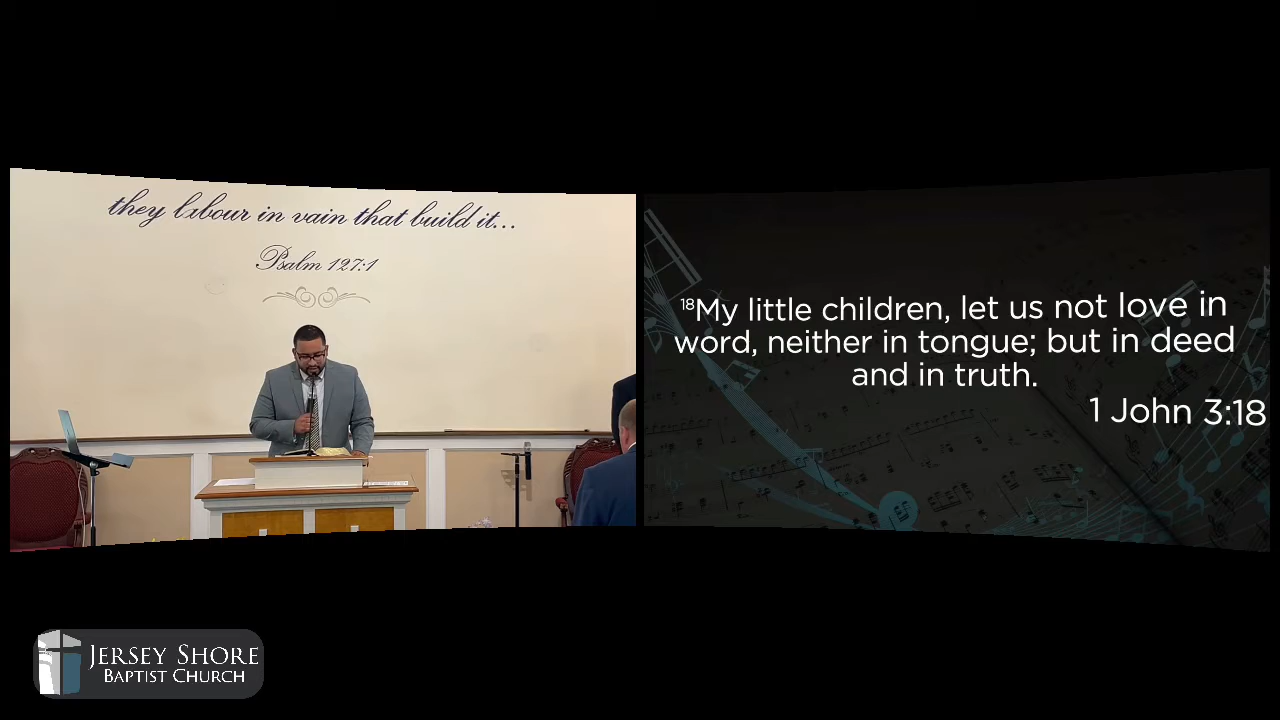 they labour in vain that build it...
Psalm 127:1
18My little children, let us not love in
word, neither in tongue; but in deed
and in truth.
1 John 3:18
JERSEY SHORE
BAPTIST CHURCH